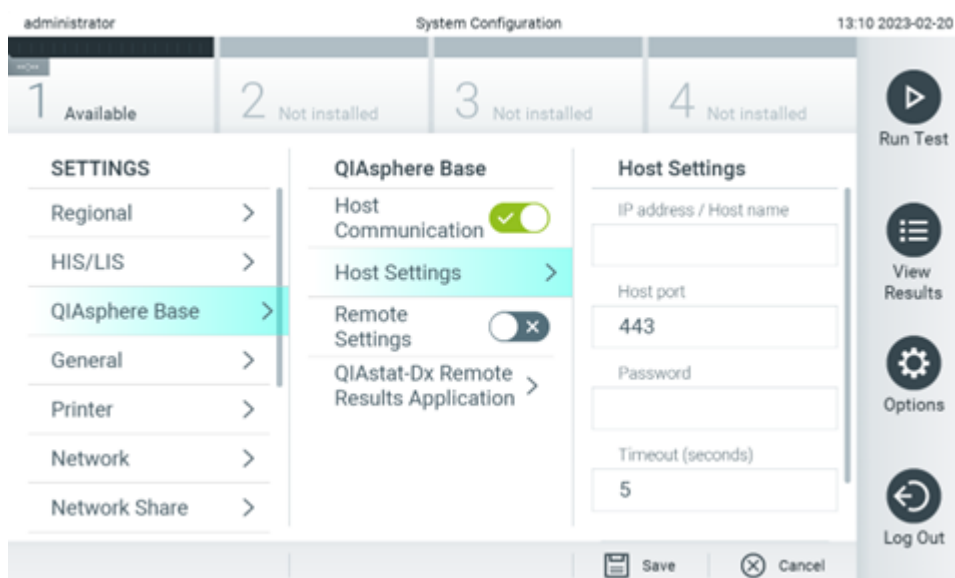 administrator System Configuration 13:10 2023-02-20
1 Available 2 Not installed 3 Not installed 4 Not installed
SETTINGS
Regional
HIS/LIS
QIAsphere Base
General
Printer
Network
Network Share
QIAsphere Base
Host
Communication
Host Settings
Remote
Settings
QIAstat-Dx Remote
Results Application
Host Settings
IP address / Host name
Host port
443
Password
Timeout (seconds)
5
Save Cancel
Run Test
View
Results
Options
Log Out